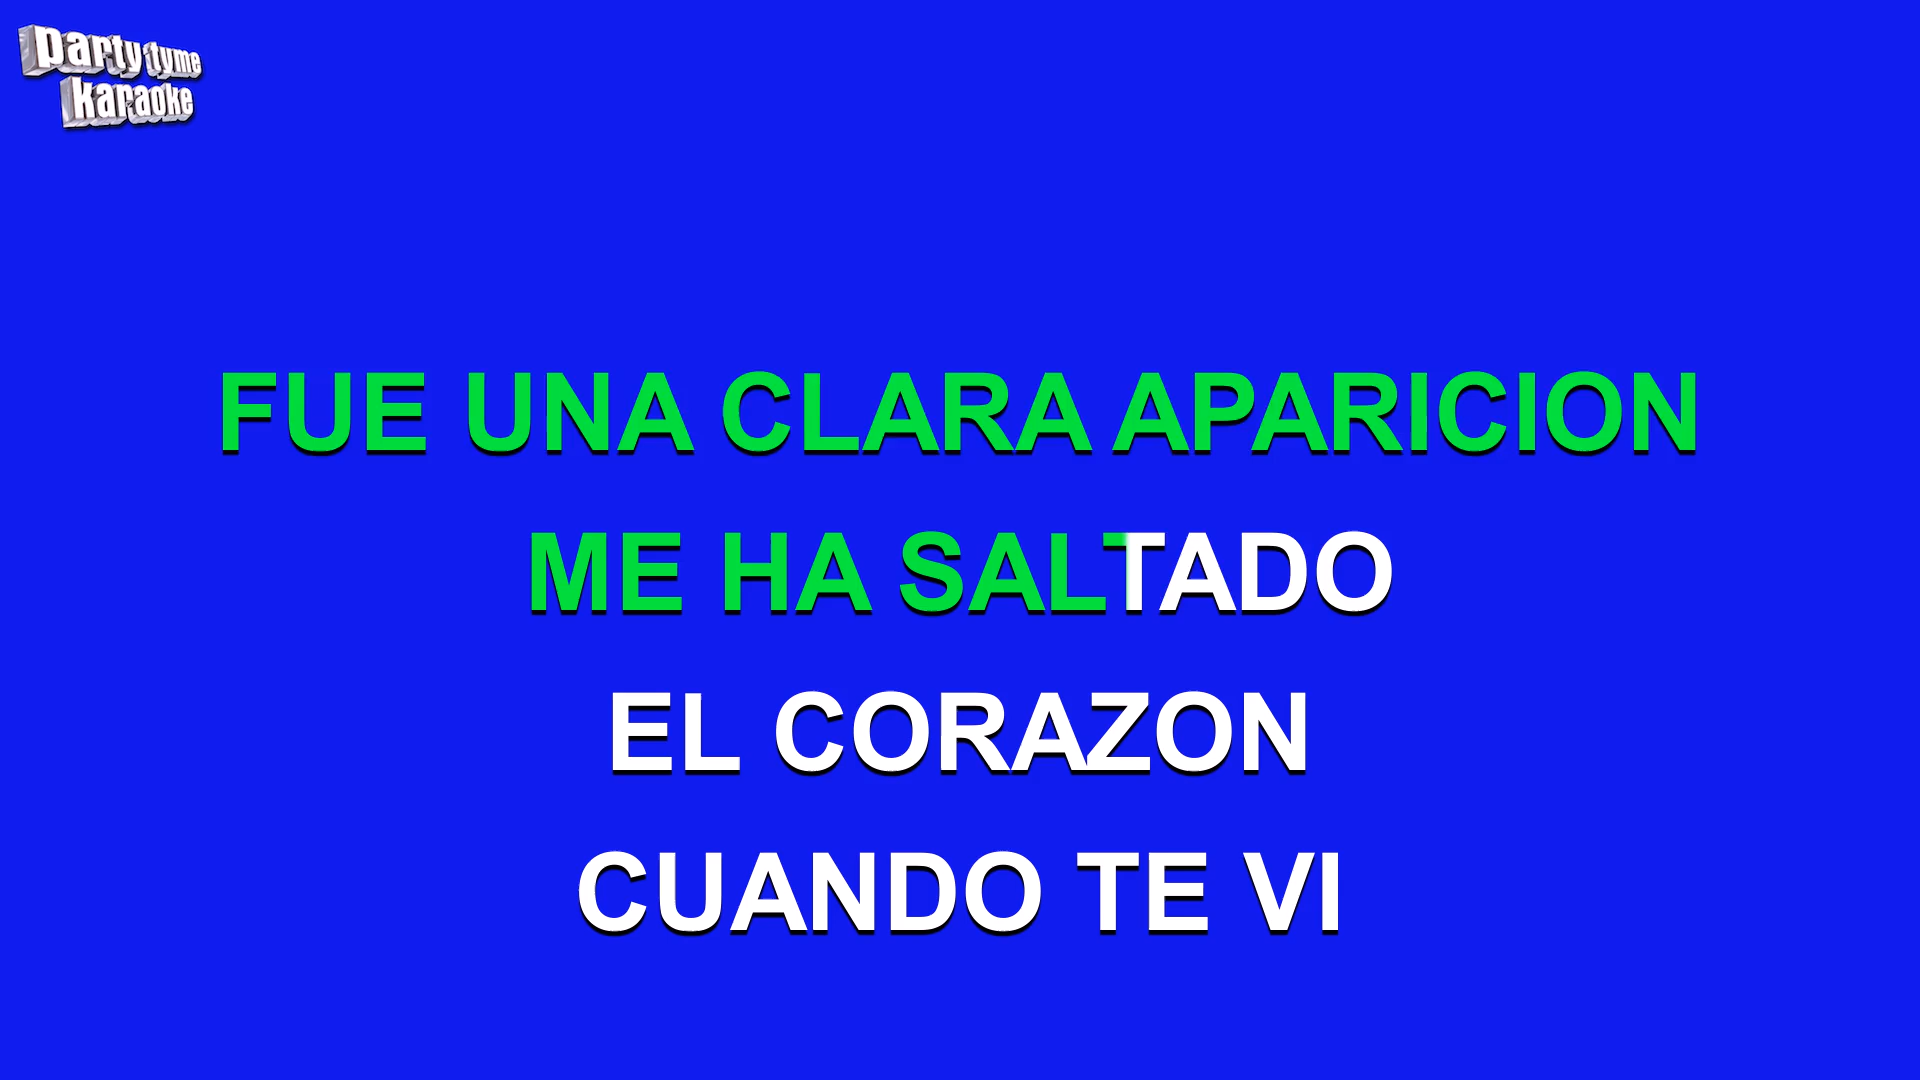 party tyme
karaoke
FUE UNA CLARA APARICION
ME HA SALTADO
EL CORAZON
CUANDO TE VI